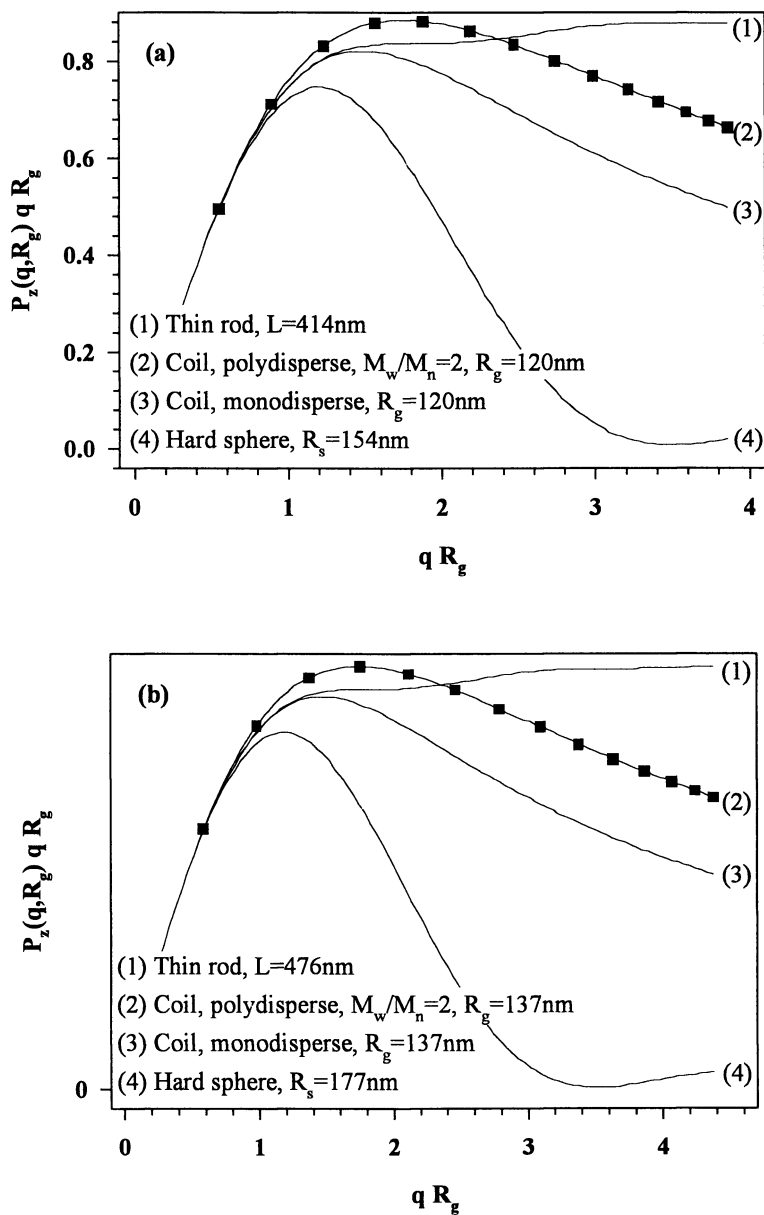 (a)
P_z(q,R_g) q R_g
0.8
0.6
0.4
0.2
0.0
(1)
(2)
(3)
(4)
(1) Thin rod, L=414nm
(2) Coil, polydisperse, M_w/M_n=2, R_g=120nm
(3) Coil, monodisperse, R_g=120nm
(4) Hard sphere, R_s=154nm
0 1 2 3 4
q R_g
(b)
P_z(q,R_g) q R_g
0
(1)
(2)
(3)
(4)
(1) Thin rod, L=476nm
(2) Coil, polydisperse, M_w/M_n=2, R_g=137nm
(3) Coil, monodisperse, R_g=137nm
(4) Hard sphere, R_s=177nm
0 1 2 3 4
q R_g